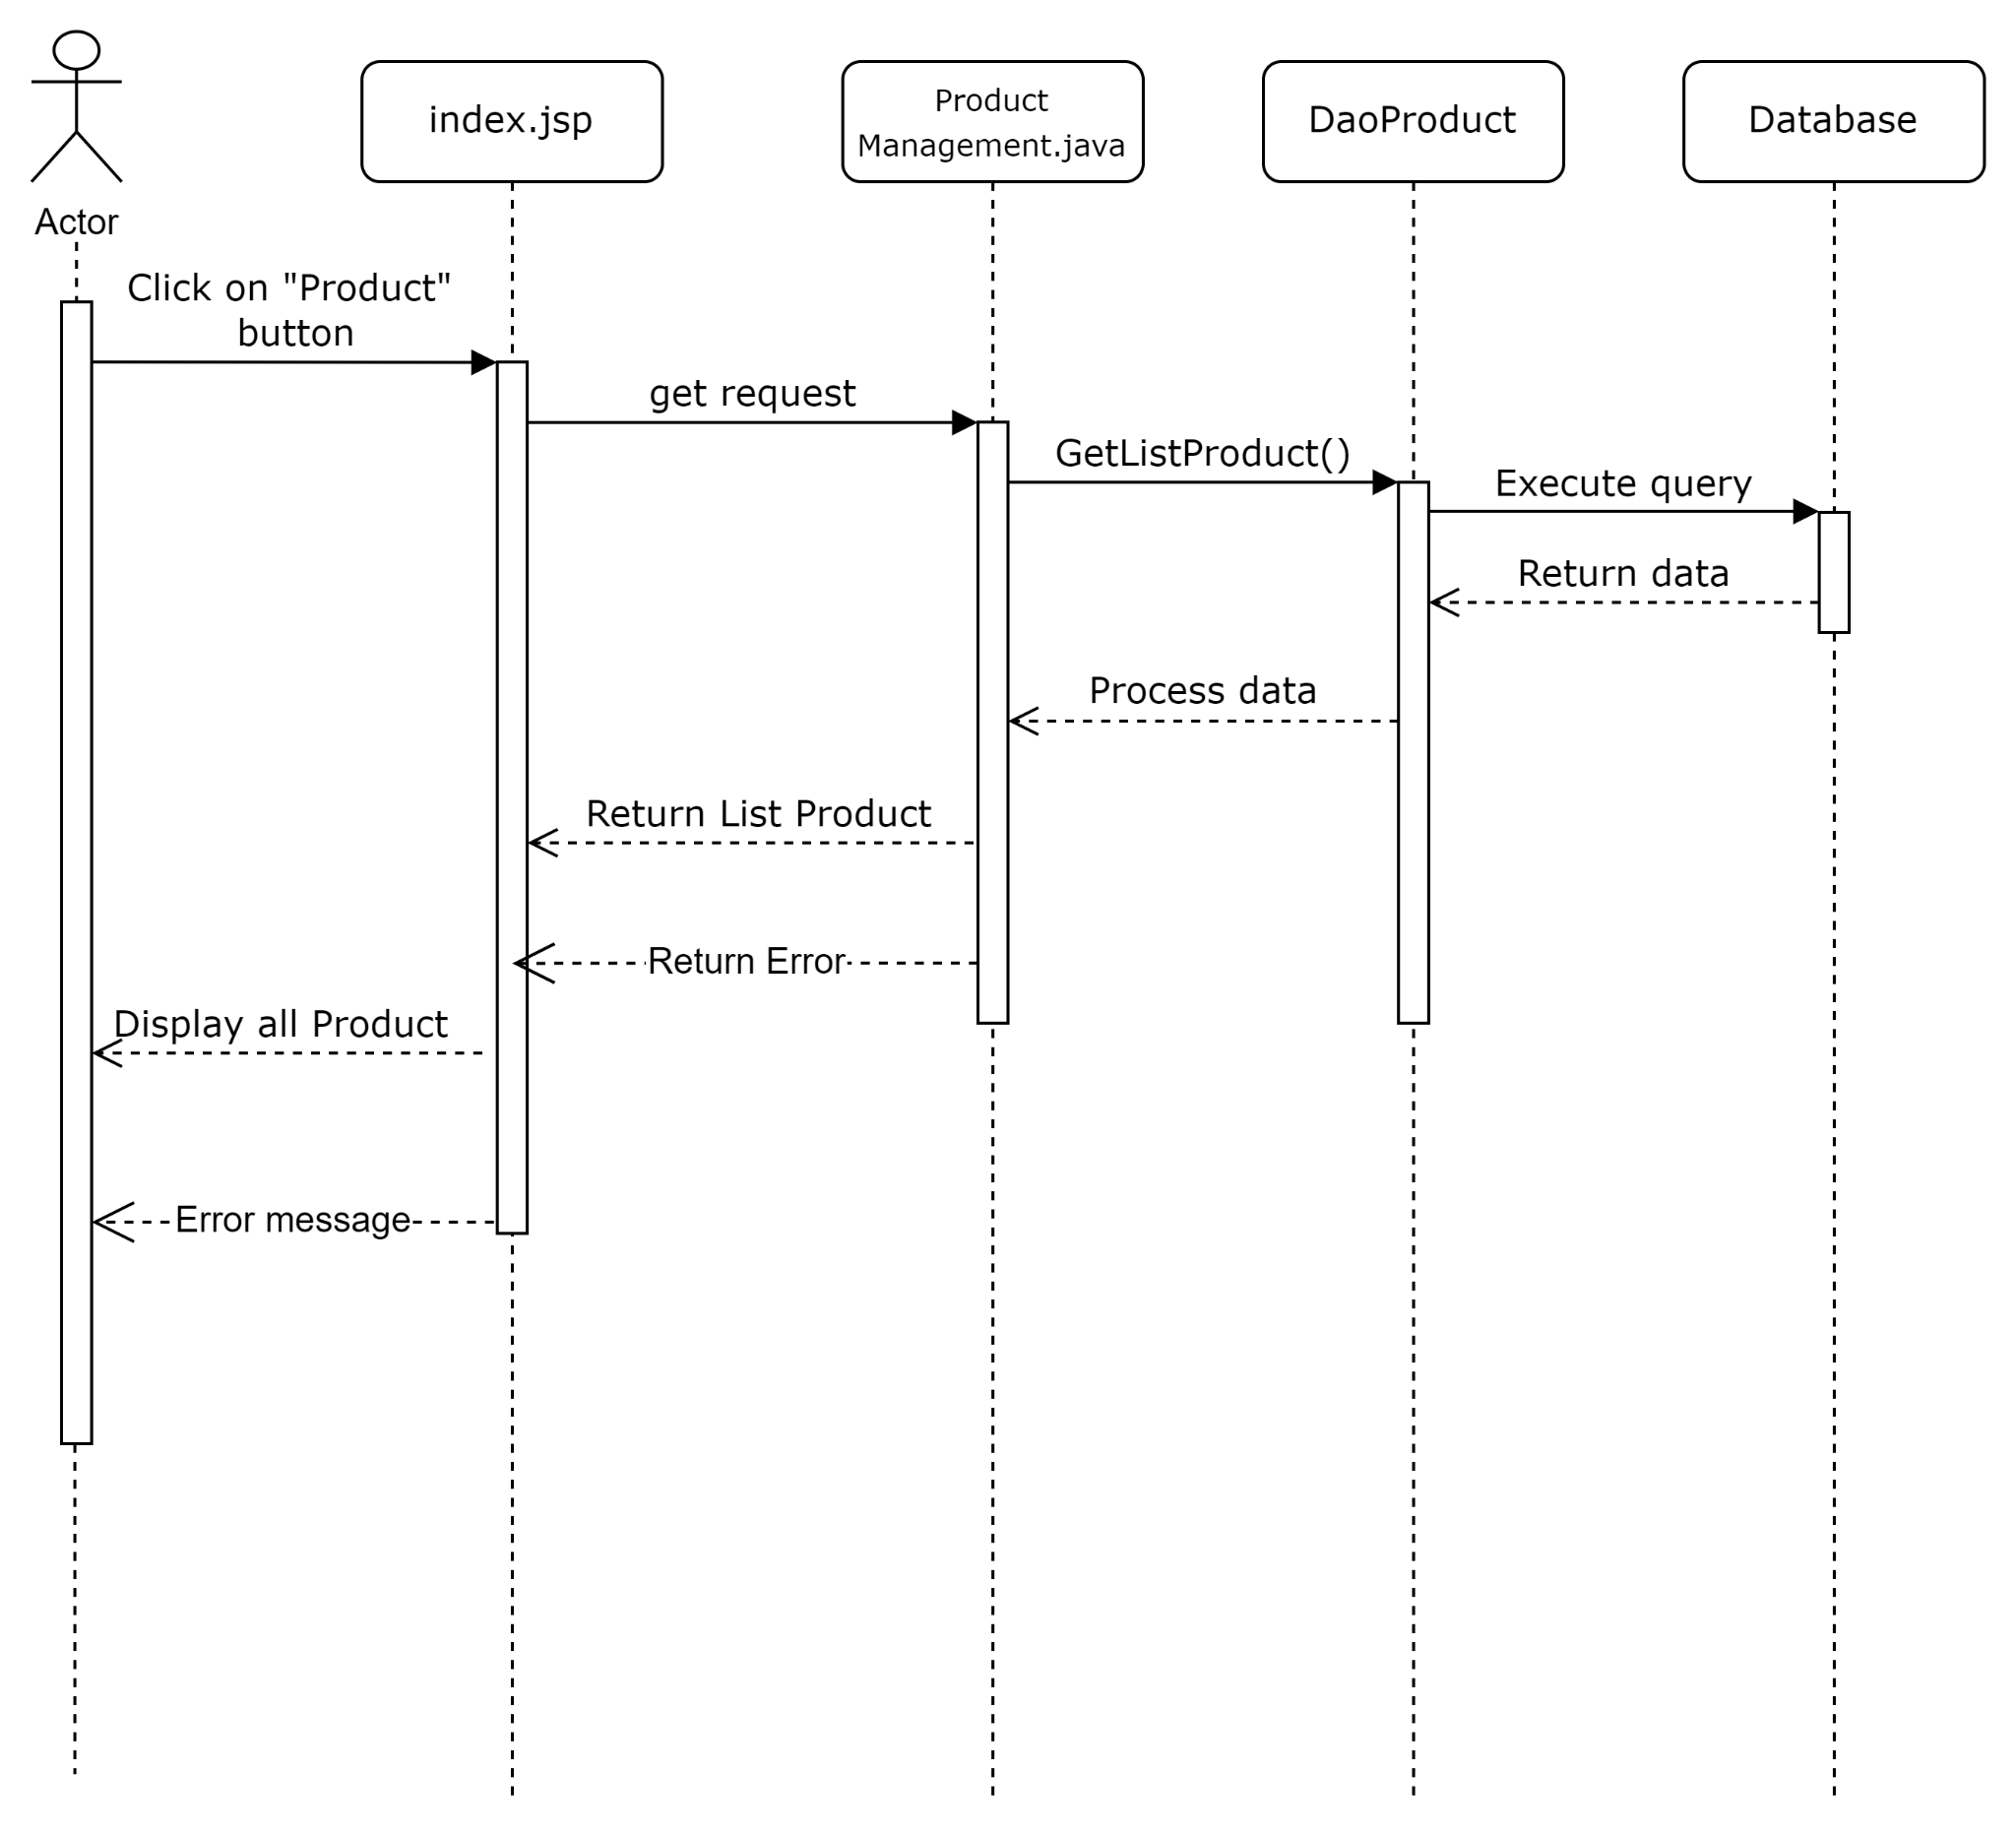 Actor
index.jsp
Product
Management.java
DaoProduct
Database
Click on "Product"
button
get request
GetListProduct()
Execute query
Return data
Process data
Return List Product
Return Error
Display all Product
Error message